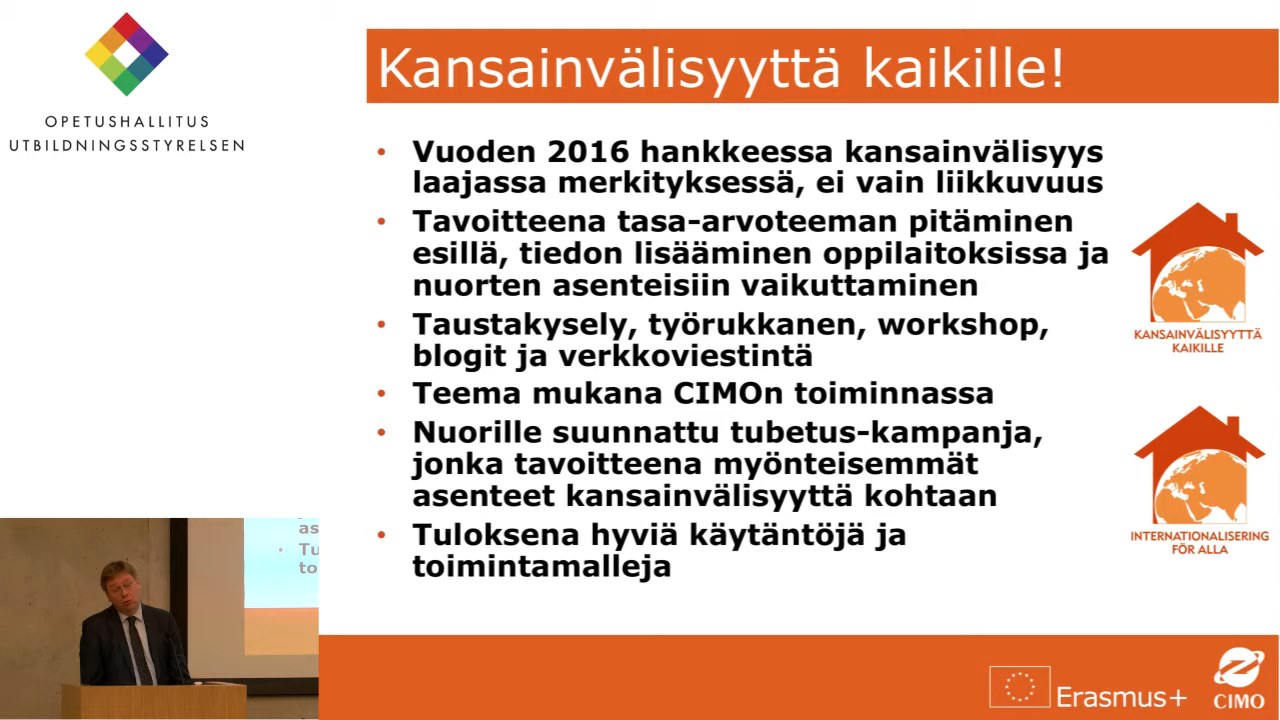 OPETUSHALLITUS
UTBILDNINGSSTYRELSEN
Kansainvälisyyttä kaikille!
• Vuoden 2016 hankkeessa kansainvälisyys
laajassa merkityksessä, ei vain liikkuvuus
• Tavoitteena tasa-arvoteeman pitäminen
esillä, tiedon lisääminen oppilaitoksissa ja
nuorten asenteisiin vaikuttaminen
• Taustakysely, työrukkanen, workshop,
blogit ja verkkoviestintä
• Teema mukana CIMOn toiminnassa
• Nuorille suunnattu tubetus-kampanja,
jonka tavoitteena myönteisemmät
asenteet kansainvälisyyttä kohtaan
• Tuloksena hyviä käytäntöjä ja
toimintamalleja
KANSAINVÄLISYYTTÄ
KAIKILLE
INTERNATIONALISERING
FÖR ALLA
as
• Tu
to
Erasmus+
CIMO